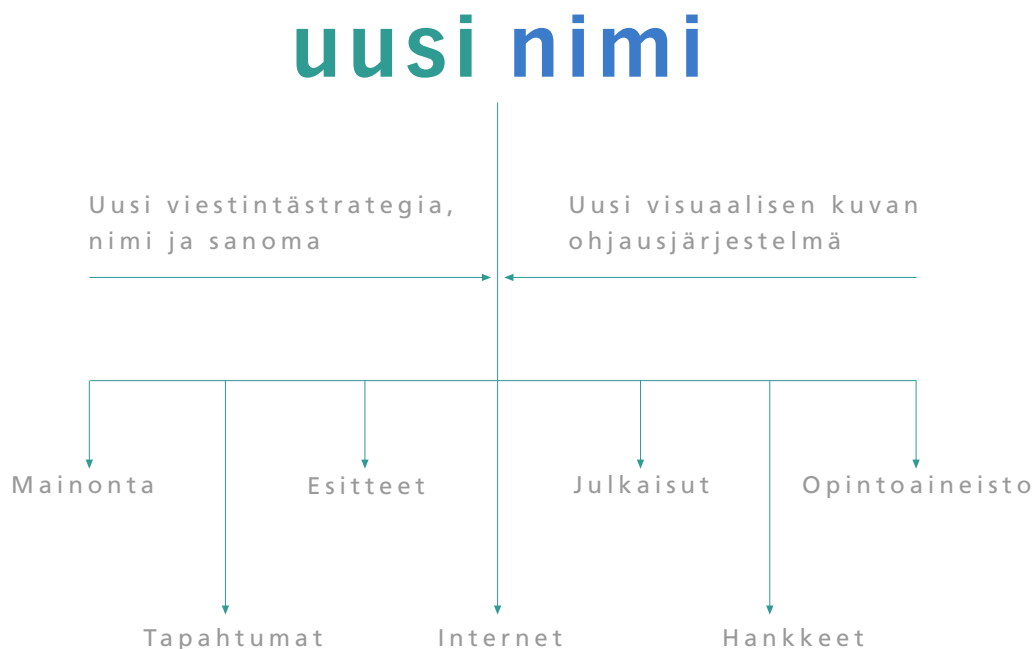 uusi nimi
Uusi viestintästrategia,
nimi ja sanoma
Uusi visuaalisen kuvan
ohjausjärjestelmä
Mainonta
Esitteet
Julkaisut
Opintoaineisto
Tapahtumat
Internet
Hankkeet